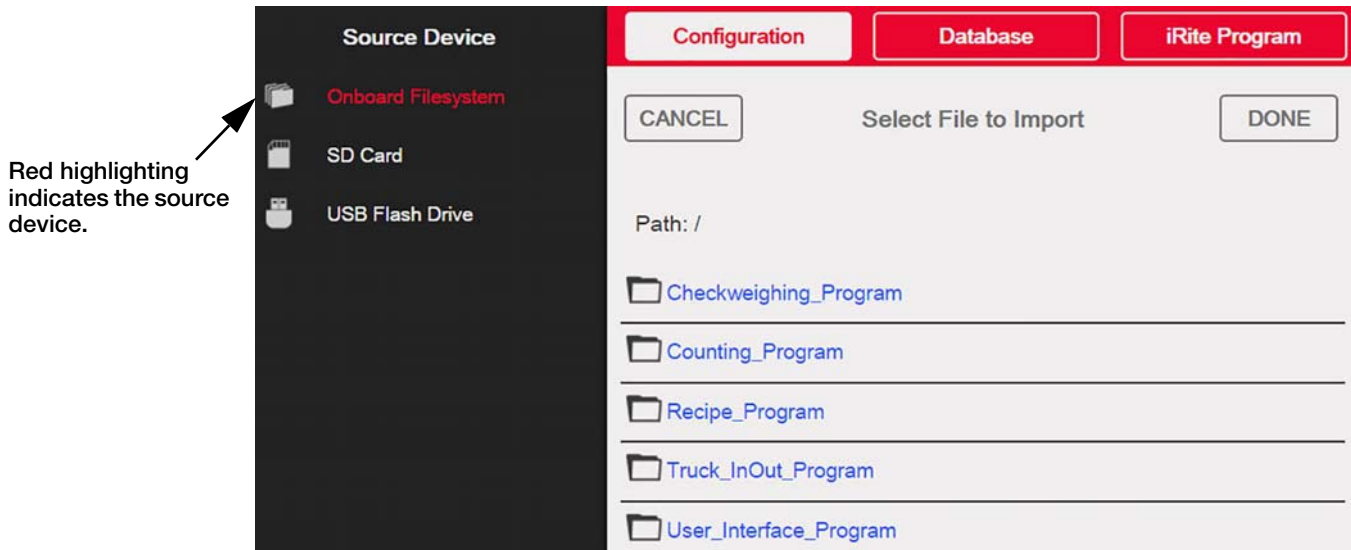 Red highlighting
indicates the source
device.
Source Device
Onboard Filesystem
SD Card
USB Flash Drive
Configuration
Database
iRite Program
CANCEL
Select File to Import
DONE
Path: /
Checkweighing_Program
Counting_Program
Recipe_Program
Truck_InOut_Program
User_Interface_Program